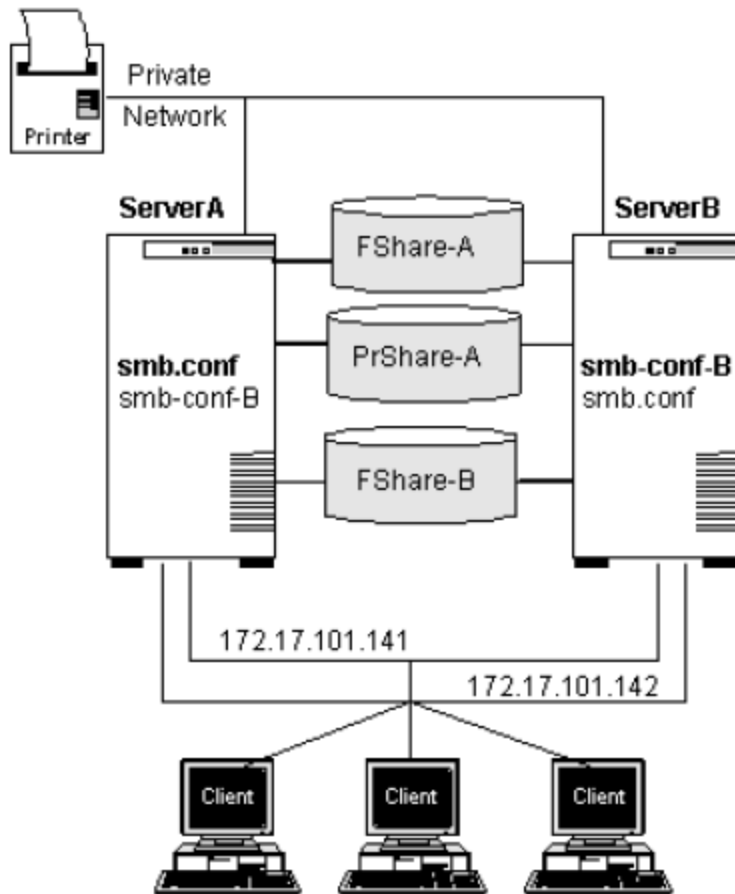 Private
Network
Printer
ServerA
ServerB
FShare-A
PrShare-A
FShare-B
smb.conf
smb-conf-B
smb-conf-B
smb.conf
172.17.101.141
172.17.101.142
Client
Client
Client